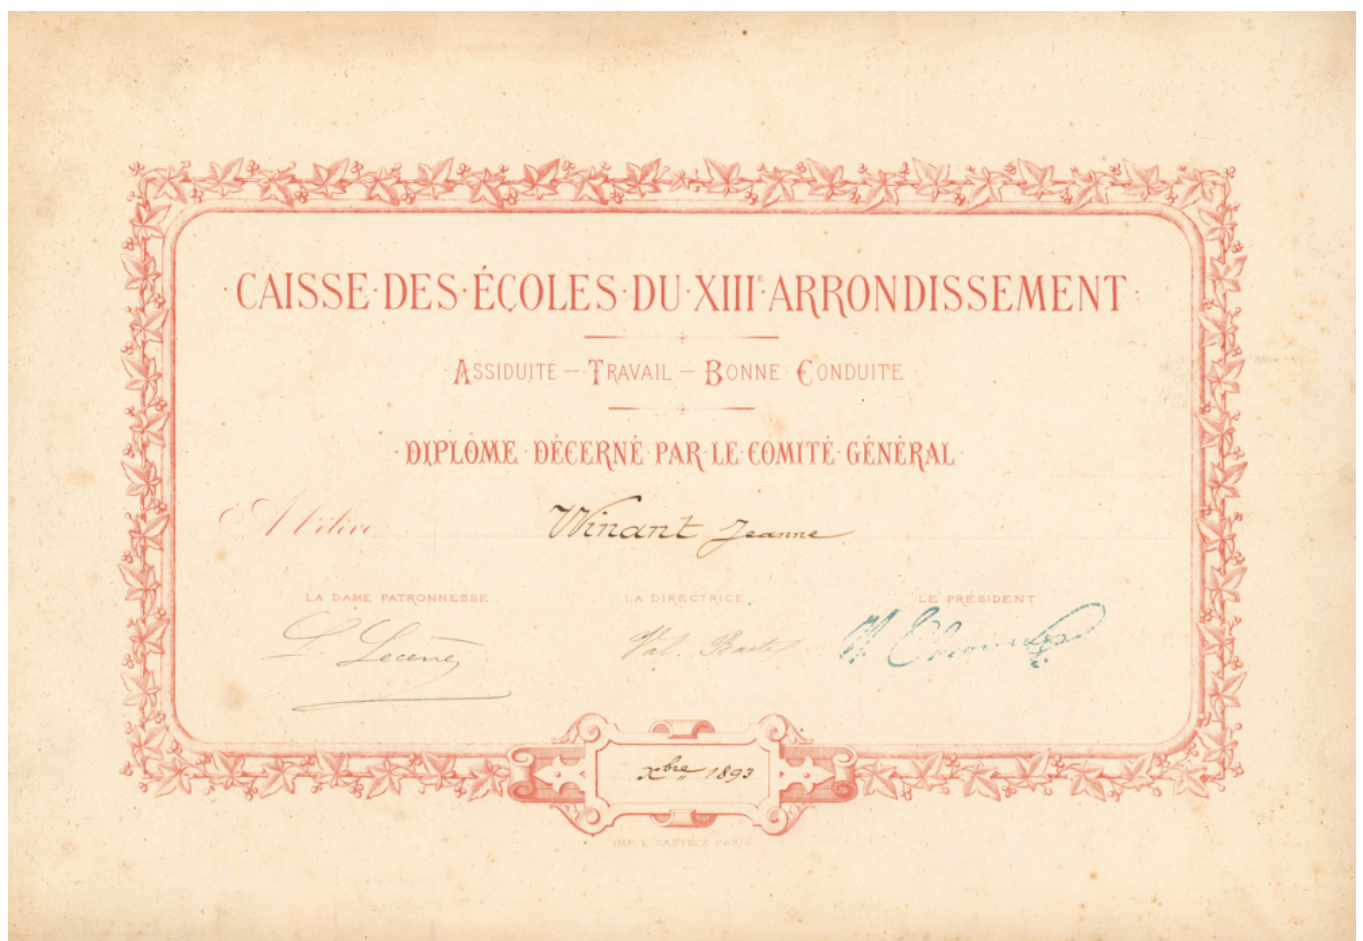 CAISSE·DES·ÉCOLES·DU·XIIIE·ARRONDISSEMENT
ASSIDUITÉ — TRAVAIL — BONNE CONDUITE
DIPLÔME DÉCERNÉ PAR LE COMITÉ GÉNÉRAL
A l'élève Winant Jeanne
LA DAME PATRONNESSE LA DIRECTRICE LE PRÉSIDENT
L. Val.
Xbre 1893
IMP. A PARIS